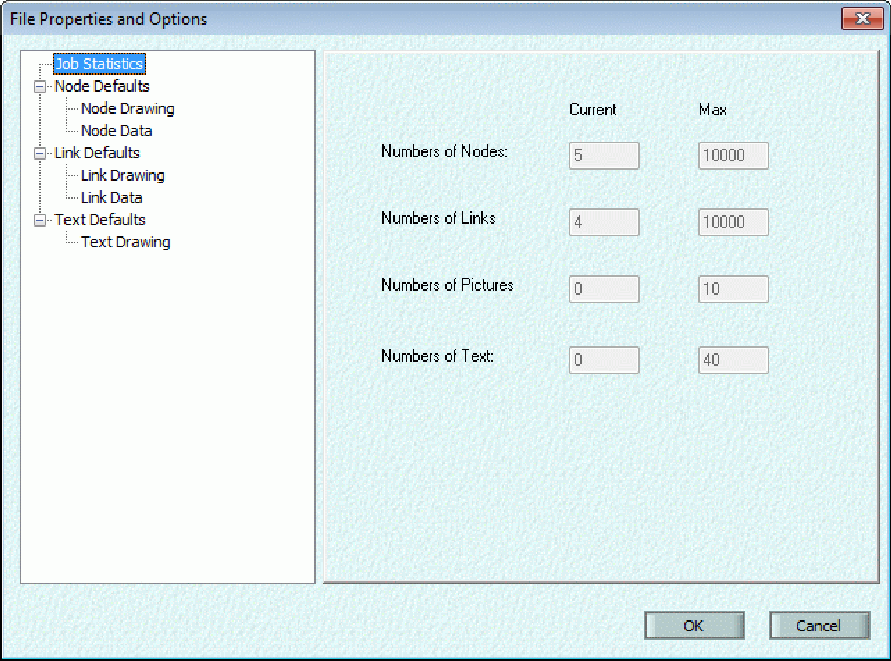 File Properties and Options
Job Statistics
Node Defaults
Node Drawing
Node Data
Link Defaults
Link Drawing
Link Data
Text Defaults
Text Drawing
Current Max
Numbers of Nodes: 5 10000
Numbers of Links 4 10000
Numbers of Pictures 0 10
Numbers of Text: 0 40
OK Cancel